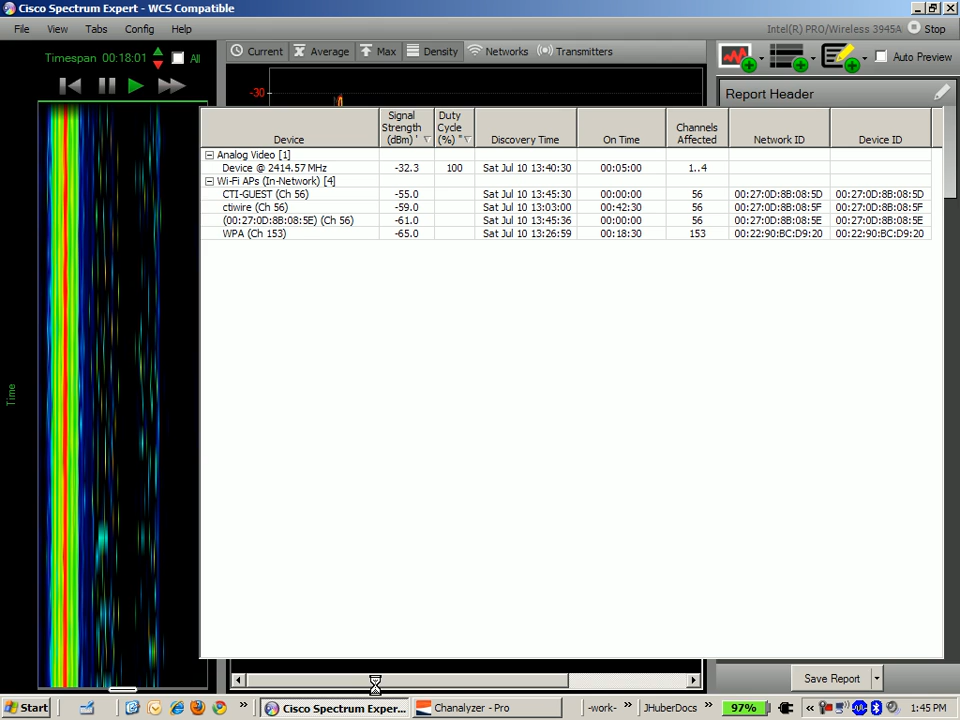 Cisco Spectrum Expert - WCS Compatible
File View Tabs Config Help
Intel(R) PRO/Wireless 3945A Stop
Timespan 00:18:01 All
Current Average Max Density Networks Transmitters
Auto Preview
-30
Report Header
Device
Signal Strength (dBm) '
Duty Cycle (%) "
Discovery Time
On Time
Channels Affected
Network ID
Device ID
Analog Video [1]
Device @ 2414.57 MHz -32.3 100 Sat Jul 10 13:40:30 00:05:00 1..4
Wi-Fi APs (In-Network) [4]
CTI-GUEST (Ch 56) -55.0 Sat Jul 10 13:45:30 00:00:00 56 00:27:0D:8B:08:5D 00:27:0D:8B:08:5D
ctiwire (Ch 56) -59.0 Sat Jul 10 13:03:00 00:42:30 56 00:27:0D:8B:08:5F 00:27:0D:8B:08:5F
(00:27:0D:8B:08:5E) (Ch 56) -61.0 Sat Jul 10 13:45:36 00:00:00 56 00:27:0D:8B:08:5E 00:27:0D:8B:08:5E
WPA (Ch 153) -65.0 Sat Jul 10 13:26:59 00:18:30 153 00:22:90:BC:D9:20 00:22:90:BC:D9:20
Time
Save Report
Start » Cisco Spectrum Exper... Chanalyzer - Pro -work- » JHuberDocs » 97% « 1:45 PM